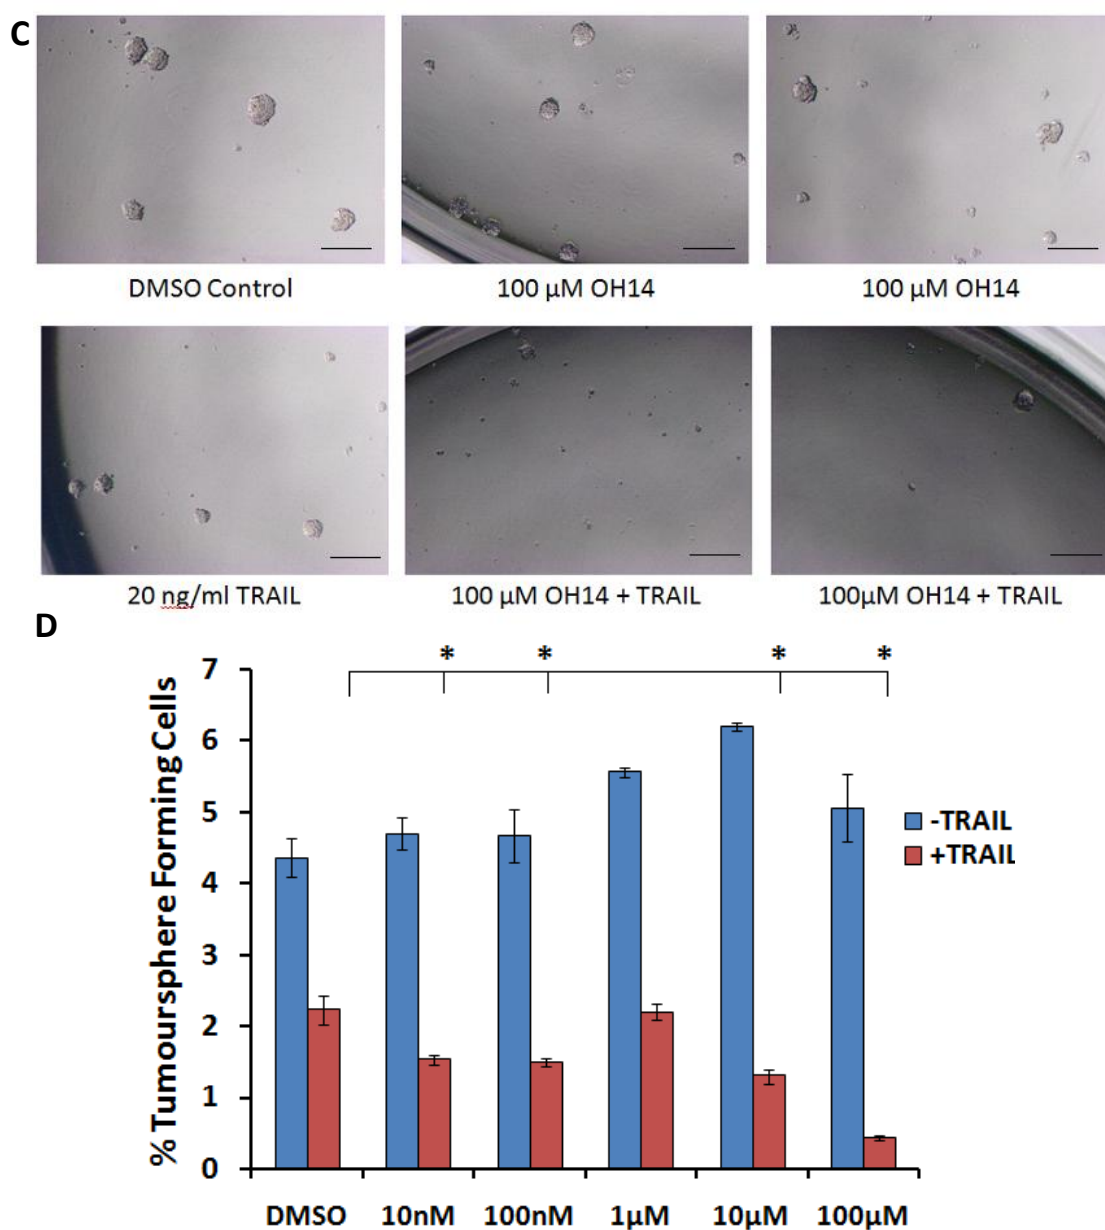 C
DMSO Control
100 µM OH14
100 µM OH14
20 ng/ml TRAIL
100 µM OH14 + TRAIL
100µM OH14 + TRAIL
D
* * * *
7
6
5
4
3
2
1
0
% Tumoursphere Forming Cells
-TRAIL
+TRAIL
DMSO 10nM 100nM 1µM 10µM 100µM